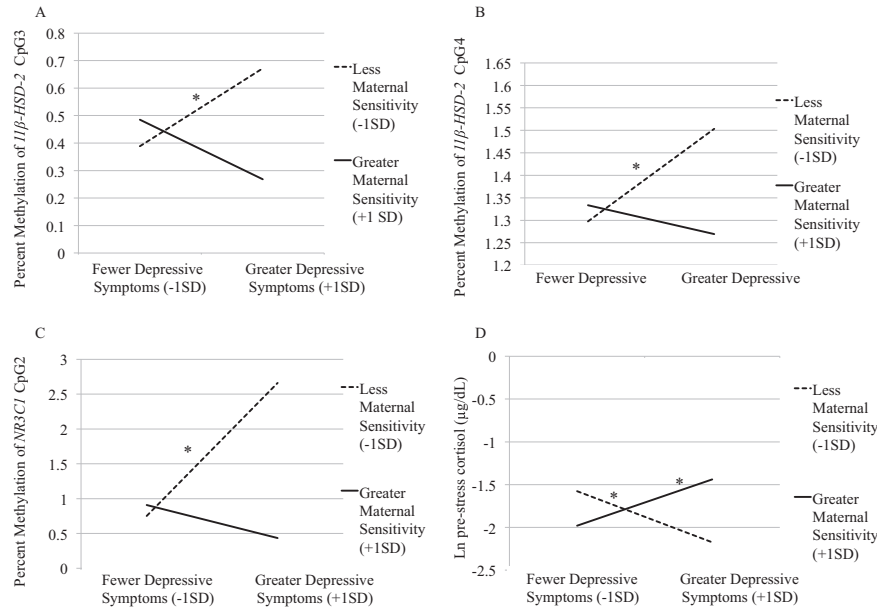 A
Percent Methylation of 11β-HSD-2 CpG3
0.8
0.7
0.6
0.5
0.4
0.3
0.2
0.1
0
*
Fewer Depressive
Symptoms (-1SD)
Greater Depressive
Symptoms (+1SD)
Less
Maternal
Sensitivity
(-1SD)
Greater
Maternal
Sensitivity
(+1 SD)
B
Percent Methylation of 11β-HSD-2 CpG4
1.65
1.6
1.55
1.5
1.45
1.4
1.35
1.3
1.25
1.2
*
Fewer Depressive
Greater Depressive
Less
Maternal
Sensitivity
(-1SD)
Greater
Maternal
Sensitivity
(+1SD)
C
Percent Methylation of NR3C1 CpG2
3
2.5
2
1.5
1
0.5
0
*
Fewer Depressive
Symptoms (-1SD)
Greater Depressive
Symptoms (+1SD)
Less
Maternal
Sensitivity
(-1SD)
Greater
Maternal
Sensitivity
(+1SD)
D
Ln pre-stress cortisol (µg/dL)
0
-0.5
-1
-1.5
-2
-2.5
*
*
Fewer Depressive
Symptoms (-1SD)
Greater Depressive
Symptoms (+1SD)
Less
Maternal
Sensitivity
(-1SD)
Greater
Maternal
Sensitivity
(+1SD)